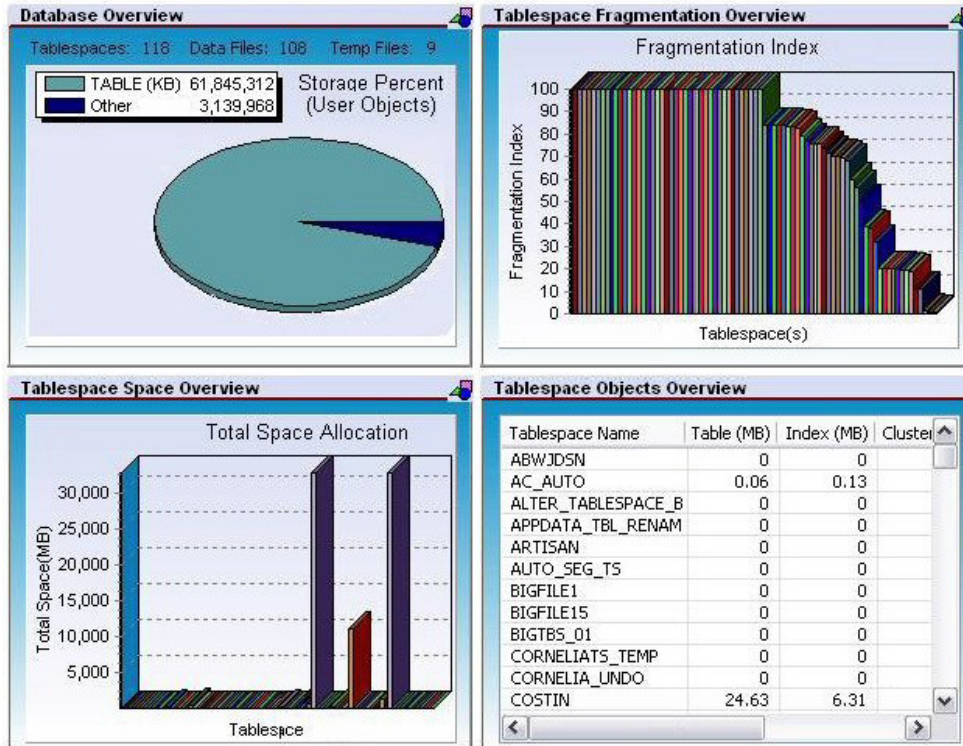 Database Overview
Tablespaces: 118 Data Files: 108 Temp Files: 9
TABLE (KB) 61,845,312
Other 3,139,968
Storage Percent
(User Objects)
Tablespace Fragmentation Overview
Fragmentation Index
Fragmentation Index
100
90
80
70
60
50
40
30
20
10
0
Tablespace(s)
Tablespace Space Overview
Total Space Allocation
Total Space(MB)
30,000
25,000
20,000
15,000
10,000
5,000
Tablespace
Tablespace Objects Overview
Tablespace Name Table (MB) Index (MB) Cluster
ABWJDSN 0 0
AC_AUTO 0.06 0.13
ALTER_TABLESPACE_B 0 0
APPDATA_TBL_RENAM 0 0
ARTISAN 0 0
AUTO_SEG_TS 0 0
BIGFILE1 0 0
BIGFILE15 0 0
BIGTBS_01 0 0
CORNELIATS_TEMP 0 0
CORNELIA_UNDO 0 0
COSTIN 24.63 6.31